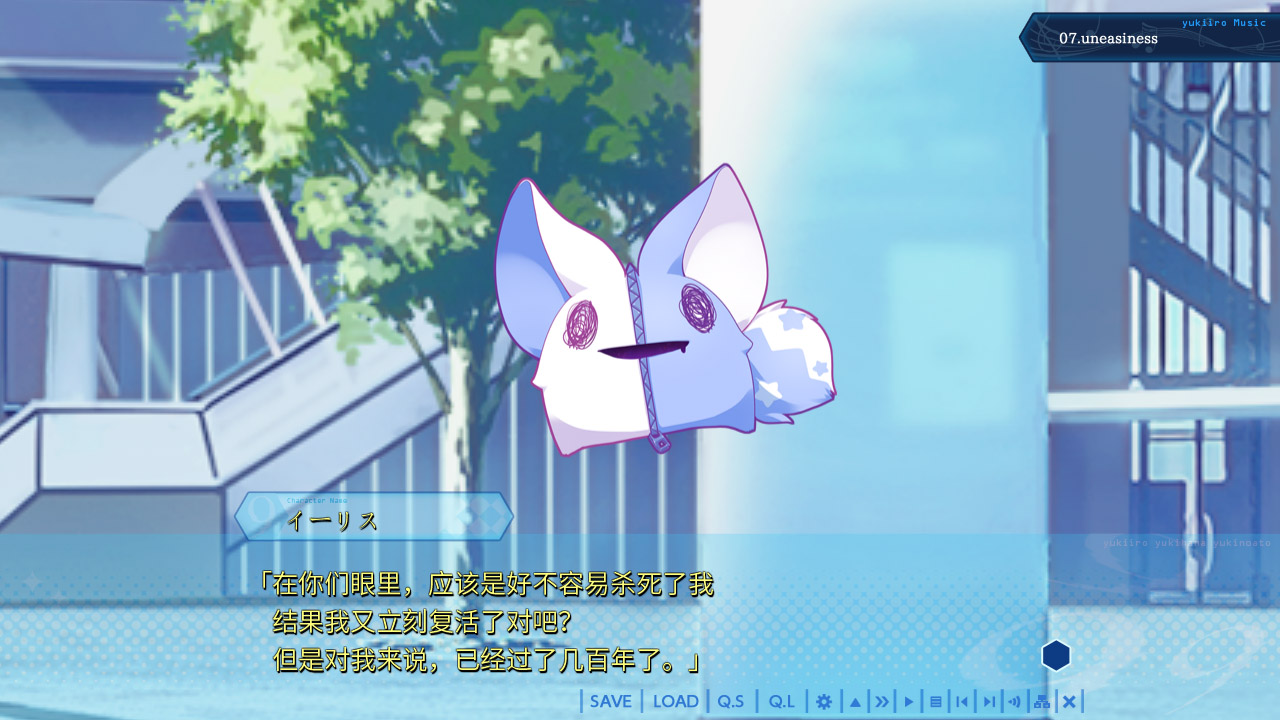 yukiiro Music
07.uneasiness
Character Name
イーリス
「在你们眼里，应该是好不容易杀死了我
结果我又立刻复活了对吧？
但是对我来说，已经过了几百年了。」
SAVE LOAD Q.S Q.L